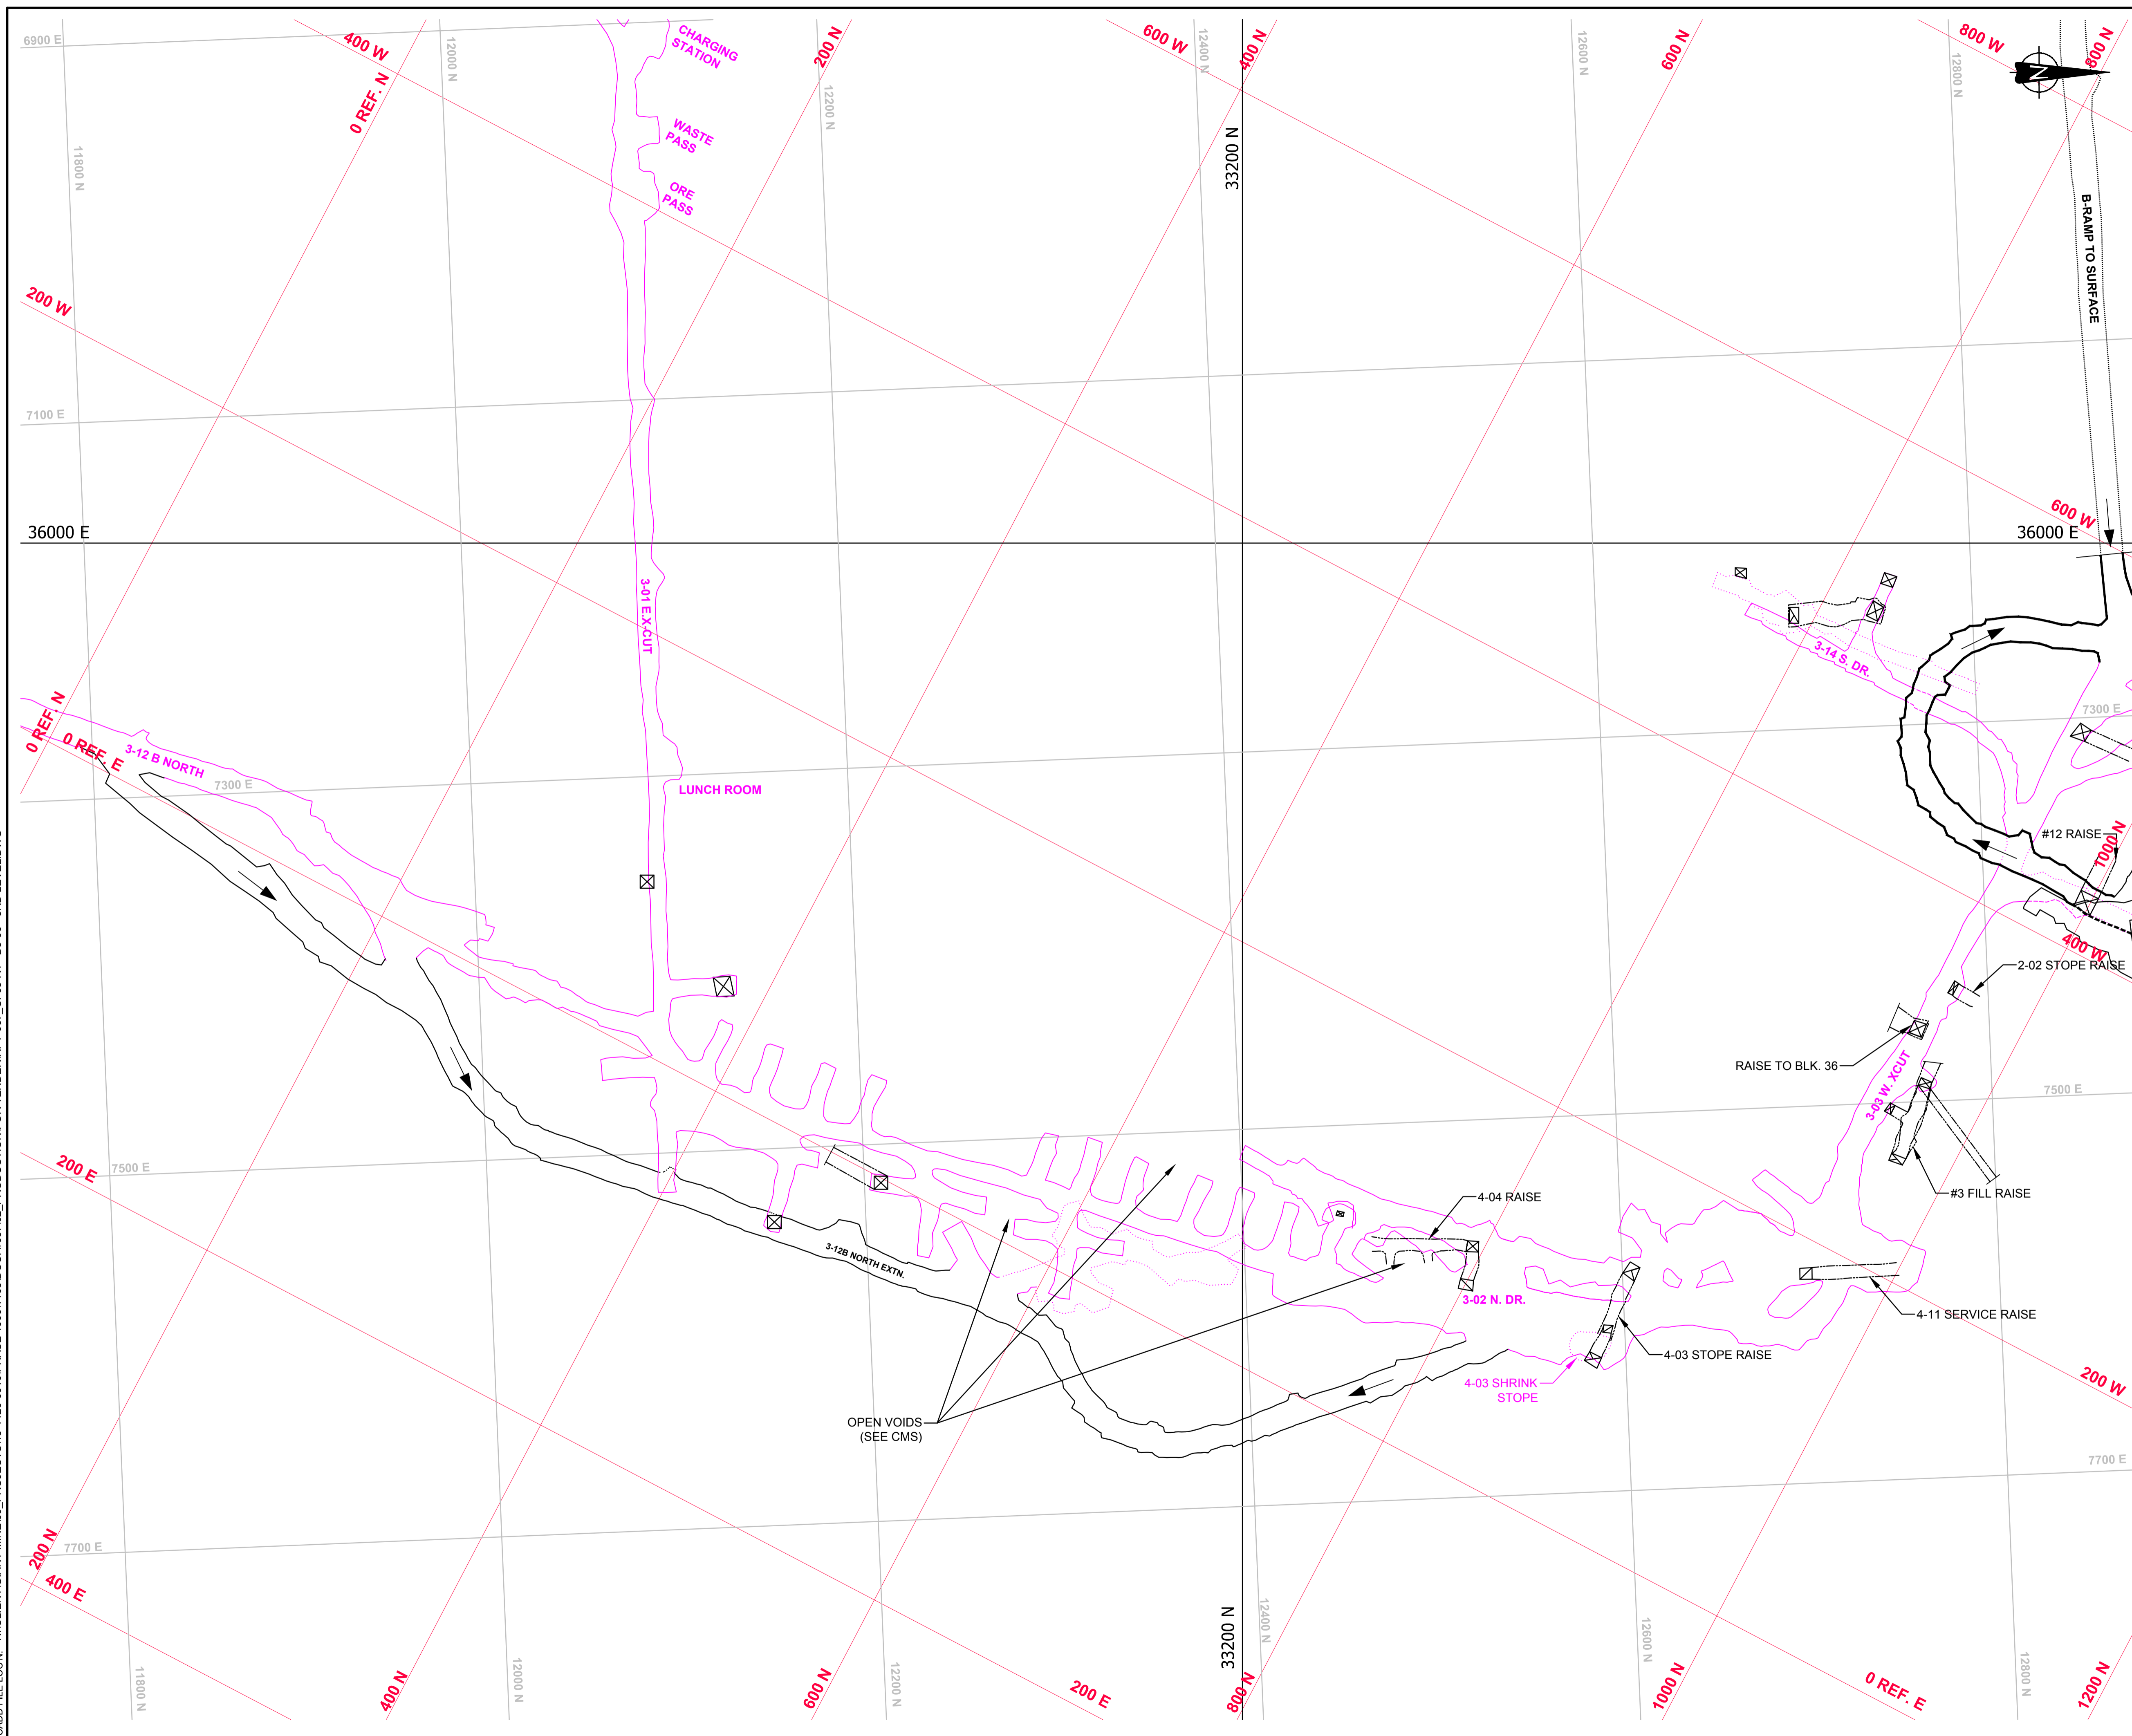 6900 E
400 W
12000 N
CHARGING
STATION
200 N
600 W
12400 N
400 N
12600 N
600 N
800 W
12800 N
800 N
N
0 REF. N
12200 N
11800 N
WASTE
PASS
33200 N
ORE
PASS
B-RAMP TO SURFACE
200 W
7100 E
36000 E
36000 E
600 W
3-01 E.X-CUT
3-14 S. DR.
0 REF. N
0 REF. E
3-12 B NORTH
7300 E
7300 E
LUNCH ROOM
#12 RAISE
1000 N
400 W
2-02 STOPE RAISE
RAISE TO BLK. 36
3-03 W. XCUT
7500 E
200 E
7500 E
#3 FILL RAISE
4-04 RAISE
3-12B NORTH EXTN.
3-02 N. DR.
4-11 SERVICE RAISE
4-03 STOPE RAISE
4-03 SHRINK
STOPE
200 W
OPEN VOIDS
(SEE CMS)
7700 E
200 N
7700 E
400 E
33200 N
12400 N
12600 N
11800 N
400 N
12000 N
600 N
12200 N
200 E
800 N
1000 N
0 REF. E
12800 N
1200 N